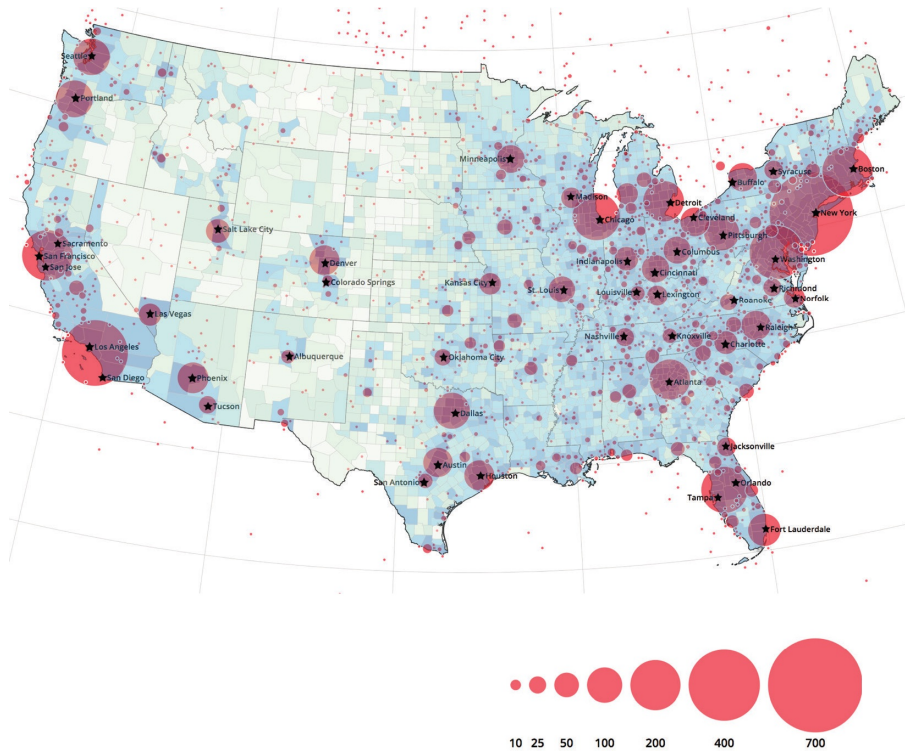 Seattle
Portland
Minneapolis
Syracuse
Boston
Buffalo
Madison
Detroit
New York
Chicago
Cleveland
Salt Lake City
Pittsburgh
Sacramento
Columbus
San Francisco
Denver
Indianapolis
Washington
San Jose
Cincinnati
Colorado Springs
Kansas City
St. Louis
Louisville
Lexington
Richmond
Roanoke
Norfolk
Las Vegas
Raleigh
Nashville
Knoxville
Los Angeles
Charlotte
Albuquerque
Oklahoma City
San Diego
Phoenix
Atlanta
Tucson
Dallas
Jacksonville
Austin
Houston
San Antonio
Orlando
Tampa
Fort Lauderdale
10 25 50 100 200 400 700